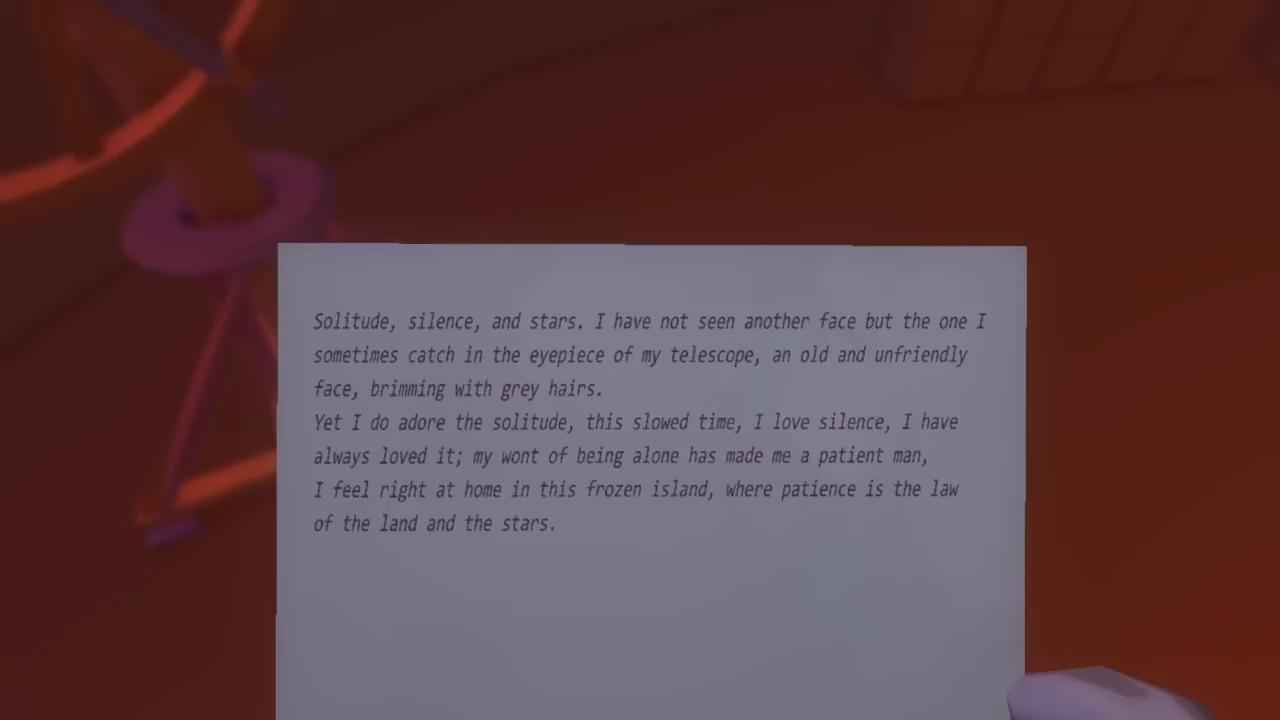 Solitude, silence, and stars. I have not seen another face but the one I
sometimes catch in the eyepiece of my telescope, an old and unfriendly
face, brimming with grey hairs.
Yet I do adore the solitude, this slowed time, I love silence, I have
always loved it; my wont of being alone has made me a patient man,
I feel right at home in this frozen island, where patience is the law
of the land and the stars.